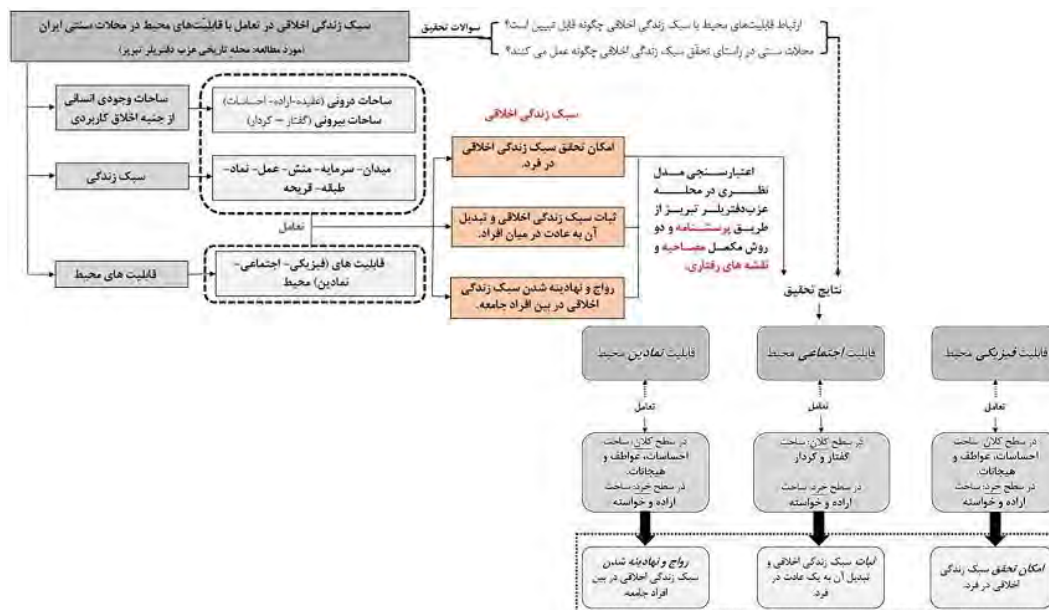 سبک زندگی اخلاقی در تعامل با قابلیّت‌های محیط در محلات سنتی ایران
(مورد مطالعه: محله تاریخی عزب دفتریلر تبریز)
سوالات تحقیق
ارتباط قابلیت‌های محیط با سبک زندگی اخلاقی چگونه قابل تبیین است؟
محلات سنتی در راستای تحقّق سبک زندگی اخلاقی چگونه عمل می کنند؟
ساحات وجودی انسانی
از جنبه اخلاق کاربردی
ساحات درونی (عقیده- اراده- احساسات)
ساحات بیرونی (گفتار – کردار)
سبک زندگی
میدان- سرمایه- منش- عمل- نماد-
طبقه- قریحه
تعامل
قابلیت های محیط
قابلیت های (فیزیکی- اجتماعی-
نمادین) محیط
سبک زندگی اخلاقی
امکان تحقق سبک زندگی اخلاقی
در فرد.
ثبات سبک زندگی اخلاقی و تبدیل
آن به عادت در میان افراد.
رواج و نهادینه شدن سبک زندگی
اخلاقی در بین افراد جامعه.
اعتبارسنجی مدل
نظری در محله
عزب‌دفتریلر تبریز از
طریق پرسشنامه و دو
روش مکمل مصاحبه و
نقشه های رفتاری.
نتایج تحقیق
قابلیت فیزیکی محیط
قابلیت اجتماعی محیط
قابلیت نمادین محیط
تعامل
تعامل
تعامل
در سطح کلان: ساحت
احساسات، عواطف و
هیجانات.
در سطح خرد: ساحت
اراده و خواسته
در سطح کلان: ساحت
گفتار و کردار
در سطح خرد: ساحت
اراده و خواسته
در سطح کلان: ساحت
احساسات، عواطف و
هیجانات.
در سطح خرد: ساحت
اراده و خواسته
امکان تحقق سبک زندگی
اخلاقی در فرد.
ثبات سبک زندگی اخلاقی و
تبدیل آن به یک عادت در
فرد.
رواج و نهادینه شدن
سبک زندگی اخلاقی در بین
افراد جامعه.